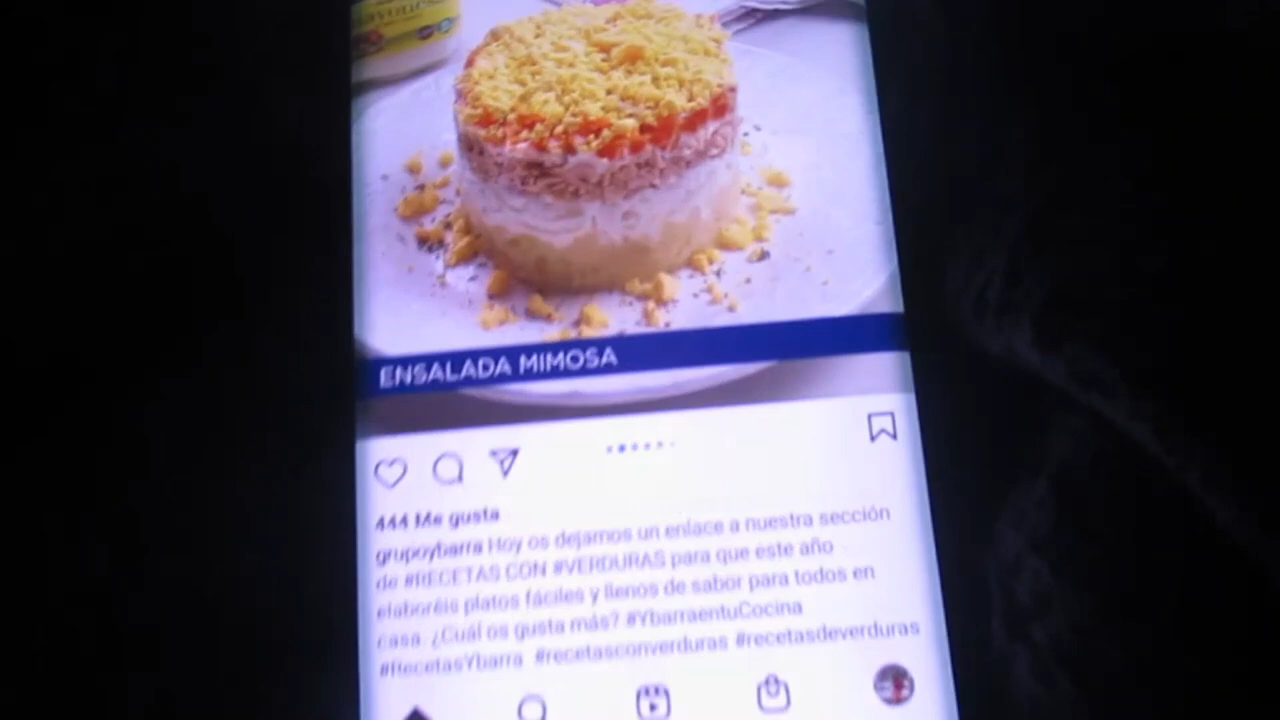 ENSALADA MIMOSA
444 Me gusta
grupoybarra Hoy os dejamos un enlace a nuestra sección
de #RECETAS CON #VERDURAS para que este año
elaboréis platos fáciles y llenos de sabor para todos en
casa. ¿Cuál os gusta más? #YbarraentuCocina
#RecetasYbarra #recetasconverduras #recetasdeverduras